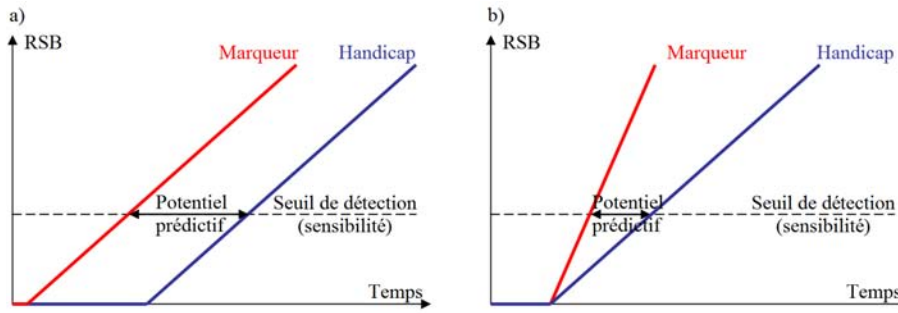 a)
RSB
Marqueur
Handicap
Potentiel
prédictif
Seuil de détection
(sensibilité)
Temps
b)
RSB
Marqueur
Handicap
Potentiel
prédictif
Seuil de détection
(sensibilité)
Temps